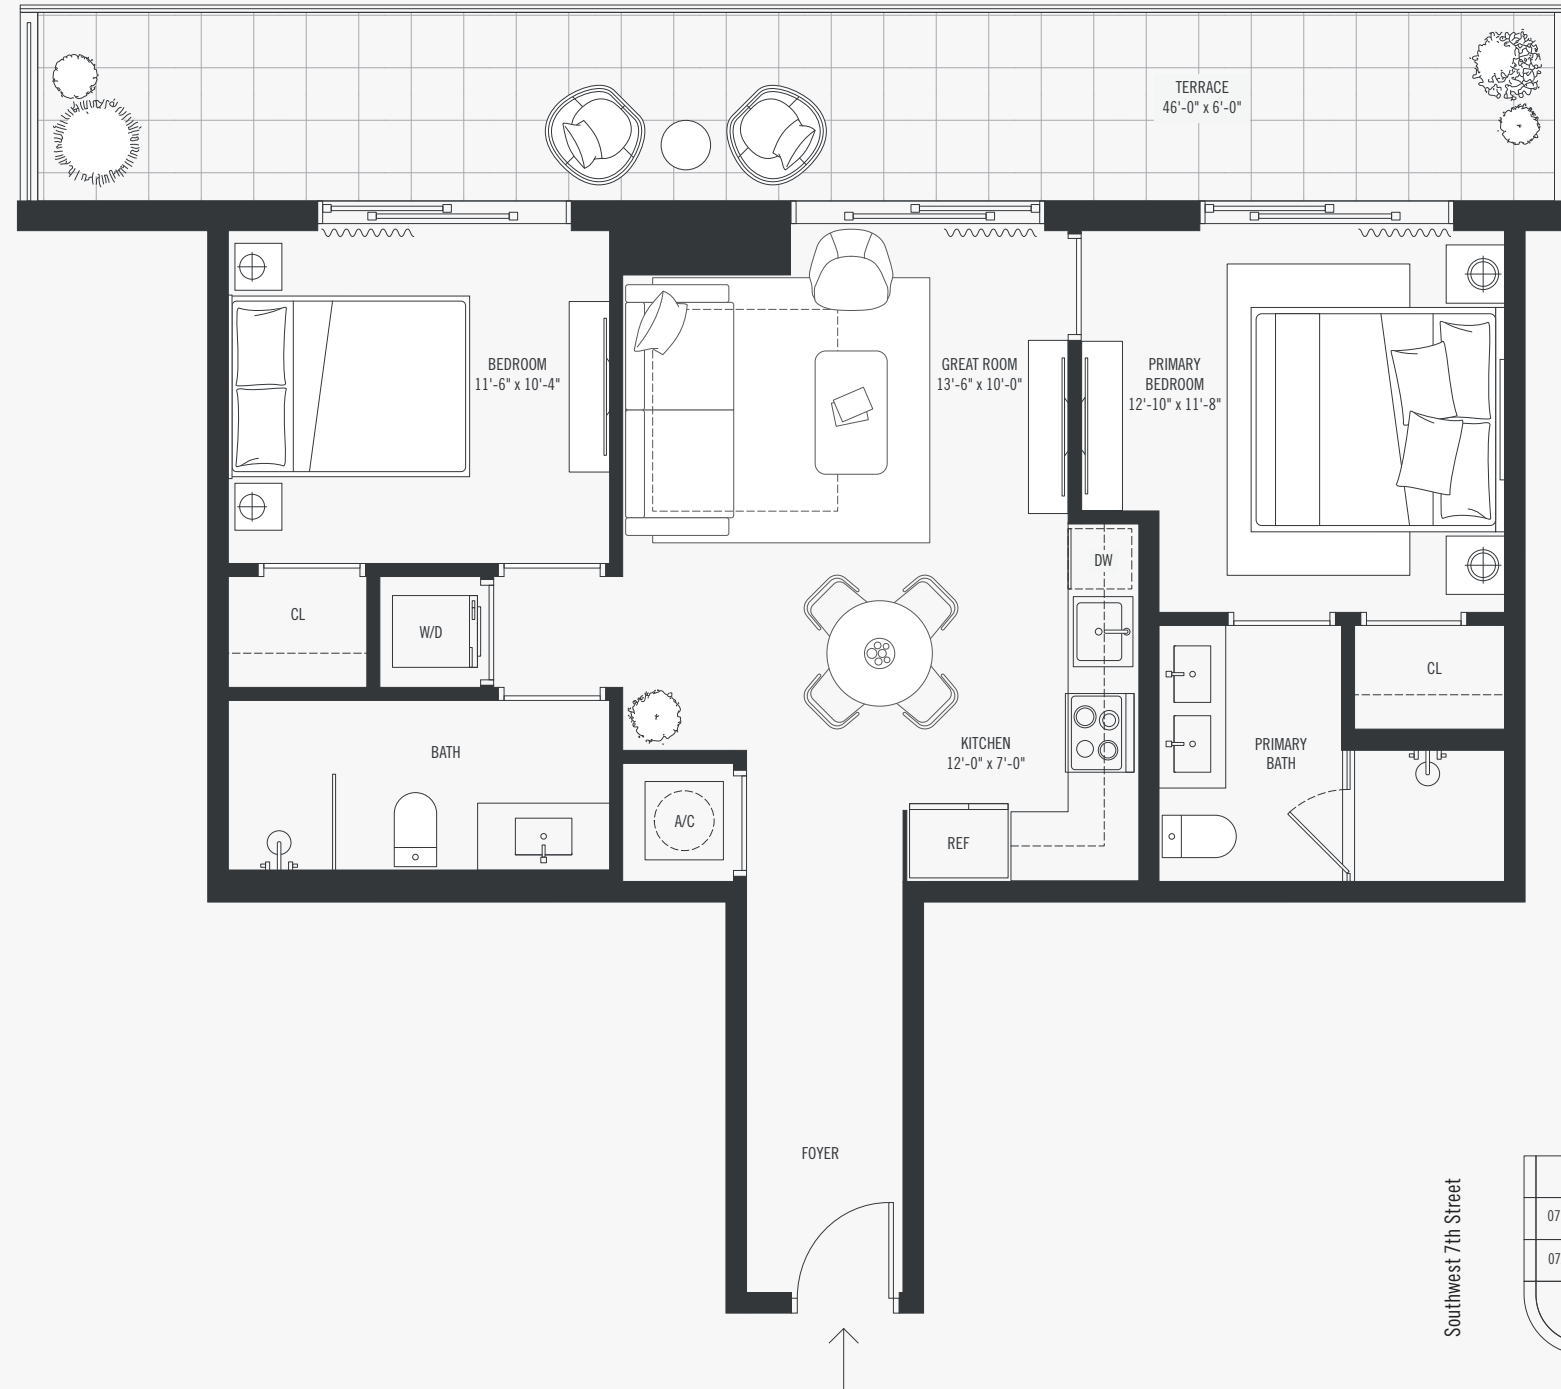 TERRACE
46'-0" x 6'-0"
BEDROOM
11'-6" x 10'-4"
GREAT ROOM
13'-6" x 10'-0"
PRIMARY
BEDROOM
12'-10" x 11'-8"
DW
CL
W/D
CL
BATH
KITCHEN
12'-0" x 7'-0"
PRIMARY
BATH
A/C
REF
FOYER
Southwest 7th Street
07
07